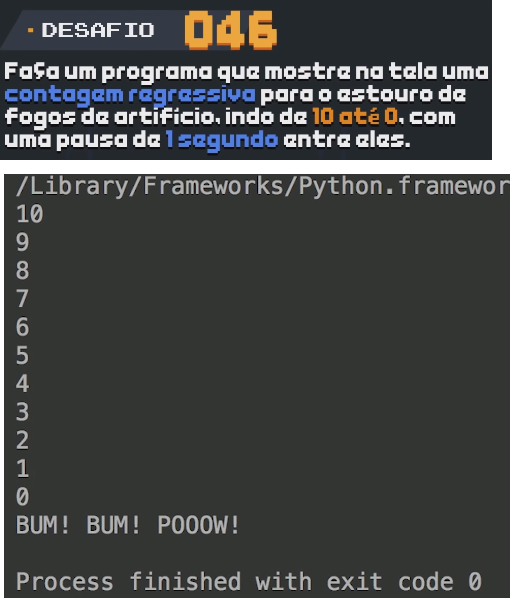 DESAFIO 046
Faça um programa que mostre na tela uma
contagem regressiva para o estouro de
fogos de artifício, indo de 10 até 0, com
uma pausa de 1 segundo entre eles.
/Library/Frameworks/Python.framewor
10
9
8
7
6
5
4
3
2
1
0
BUM! BUM! POOOW!
Process finished with exit code 0